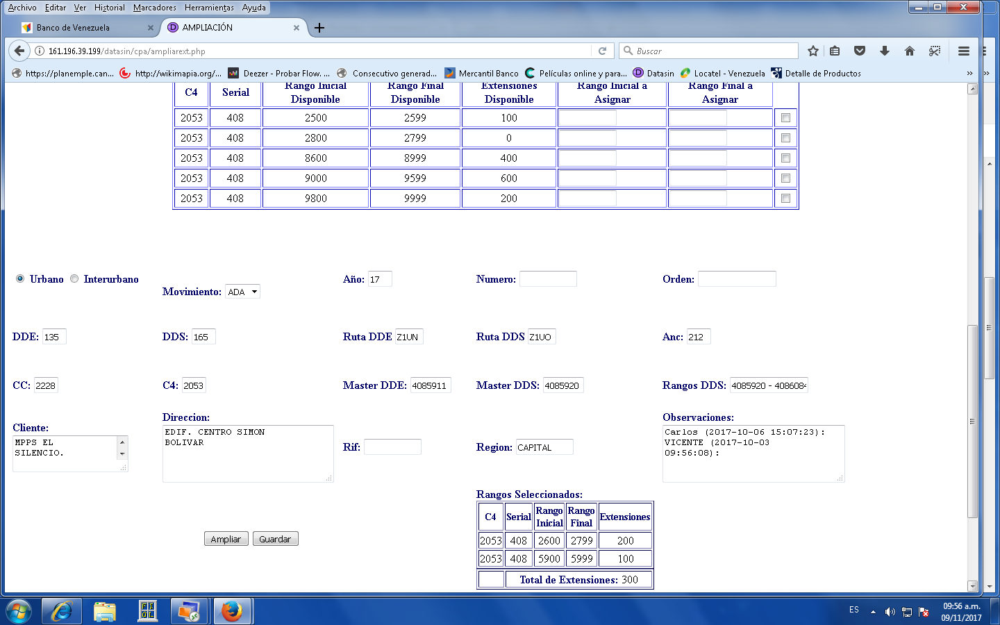 Archivo Editar Ver Historial Marcadores Herramientas Ayuda
Banco de Venezuela
AMPLIACIÓN
161.196.39.199/datasin/cpa/ampliarext.php
Buscar
https://planemple.can... http://wikimapia.org/... Deezer - Probar Flow. ... Consecutivo generad... Mercantil Banco Películas online y para... Datasin Locatel - Venezuela Detalle de Productos
C4 Serial Rango Inicial Disponible Rango Final Disponible Extensiones Disponible Rango Inicial a Asignar Rango Final a Asignar
2053 408 2500 2599 100
2053 408 2800 2799 0
2053 408 8600 8999 400
2053 408 9000 9599 600
2053 408 9800 9999 200
Urbano Interurbano Movimiento: ADA Año: 17 Numero: Orden:
DDE: 135 DDS: 165 Ruta DDE Z1UN Ruta DDS Z1UO Anc: 212
CC: 2228 C4: 2053 Master DDE: 4085911 Master DDS: 4085920 Rangos DDS: 4085920 - 4086084
Cliente:
MPPS EL
SILENCIO.
Direccion:
EDIF. CENTRO SIMON
BOLIVAR
Rif:
Region: CAPITAL
Observaciones:
Carlos (2017-10-06 15:07:23):
VICENTE (2017-10-03
09:56:08):
Rangos Seleccionados:
C4 Serial Rango Inicial Rango Final Extensiones
2053 408 2600 2799 200
2053 408 5900 5999 100
Total de Extensiones: 300
Ampliar Guardar
ES
09:56 a.m.
09/11/2017